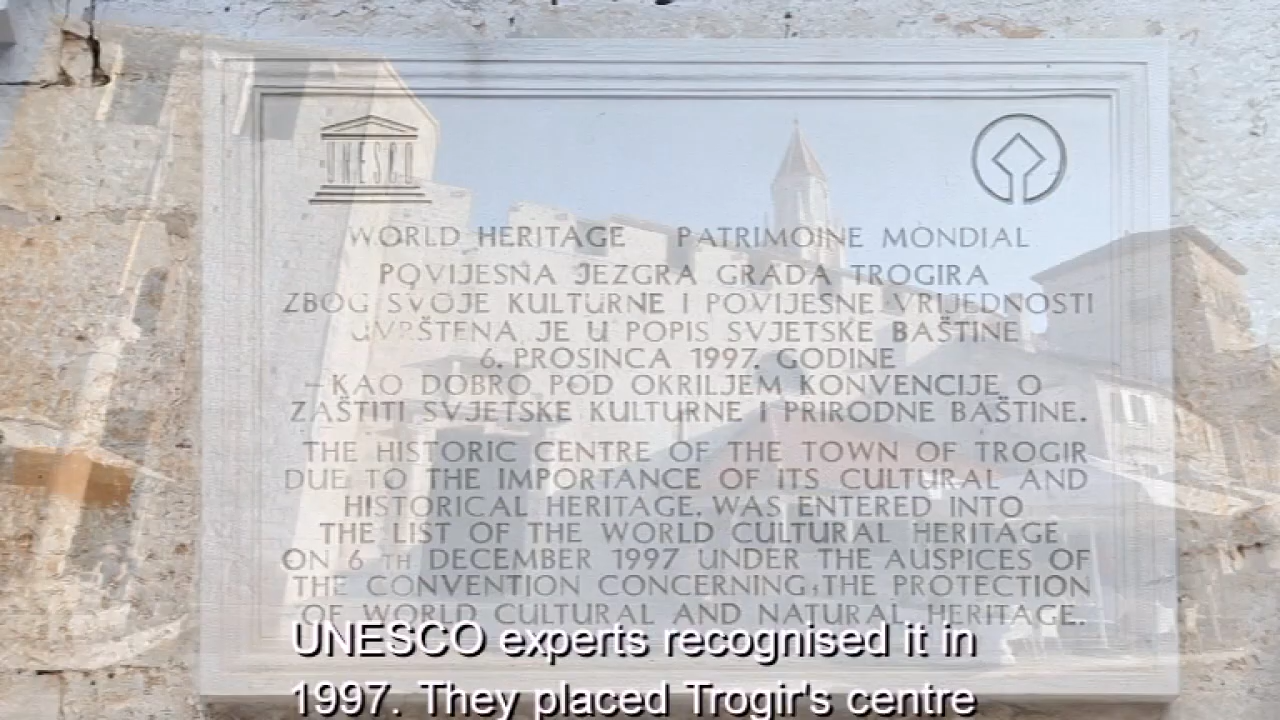 UNESCO
WORLD HERITAGE PATRIMOINE MONDIAL
POVIJESNA JEZGRA GRADA TROGIRA
ZBOG SVOJE KULTURNE I POVIJESNE VRIJEDNOSTI
UVRŠTENA JE U POPIS SVJETSKE BAŠTINE
6. PROSINCA 1997. GODINE
– KAO DOBRO POD OKRILJEM KONVENCIJE O
ZAŠTITI SVJETSKE KULTURNE I PRIRODNE BAŠTINE.
THE HISTORIC CENTRE OF THE TOWN OF TROGIR
DUE TO THE IMPORTANCE OF ITS CULTURAL AND
HISTORICAL HERITAGE, WAS ENTERED INTO
THE LIST OF THE WORLD CULTURAL HERITAGE
ON 6 TH DECEMBER 1997 UNDER THE AUSPICES OF
THE CONVENTION CONCERNING THE PROTECTION
OF WORLD CULTURAL AND NATURAL HERITAGE.
UNESCO experts recognised it in
1997. They placed Trogir's centre